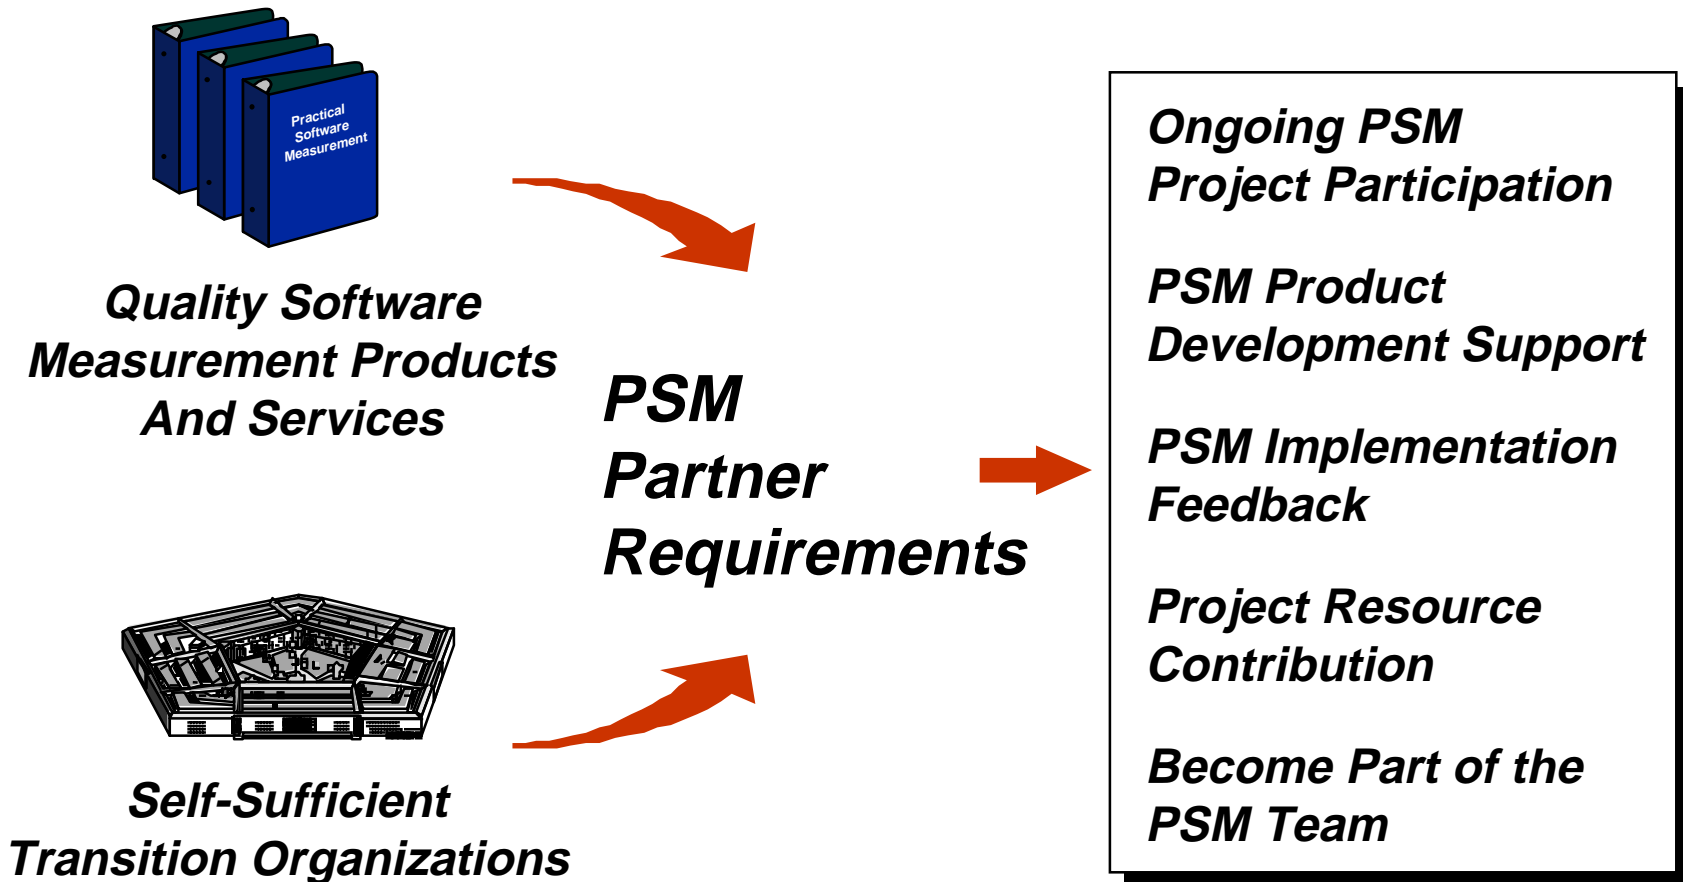 Practical
Software
Measurement
Quality Software
Measurement Products
And Services
Self-Sufficient
Transition Organizations
PSM
Partner
Requirements
Ongoing PSM
Project Participation
PSM Product
Development Support
PSM Implementation
Feedback
Project Resource
Contribution
Become Part of the
PSM Team